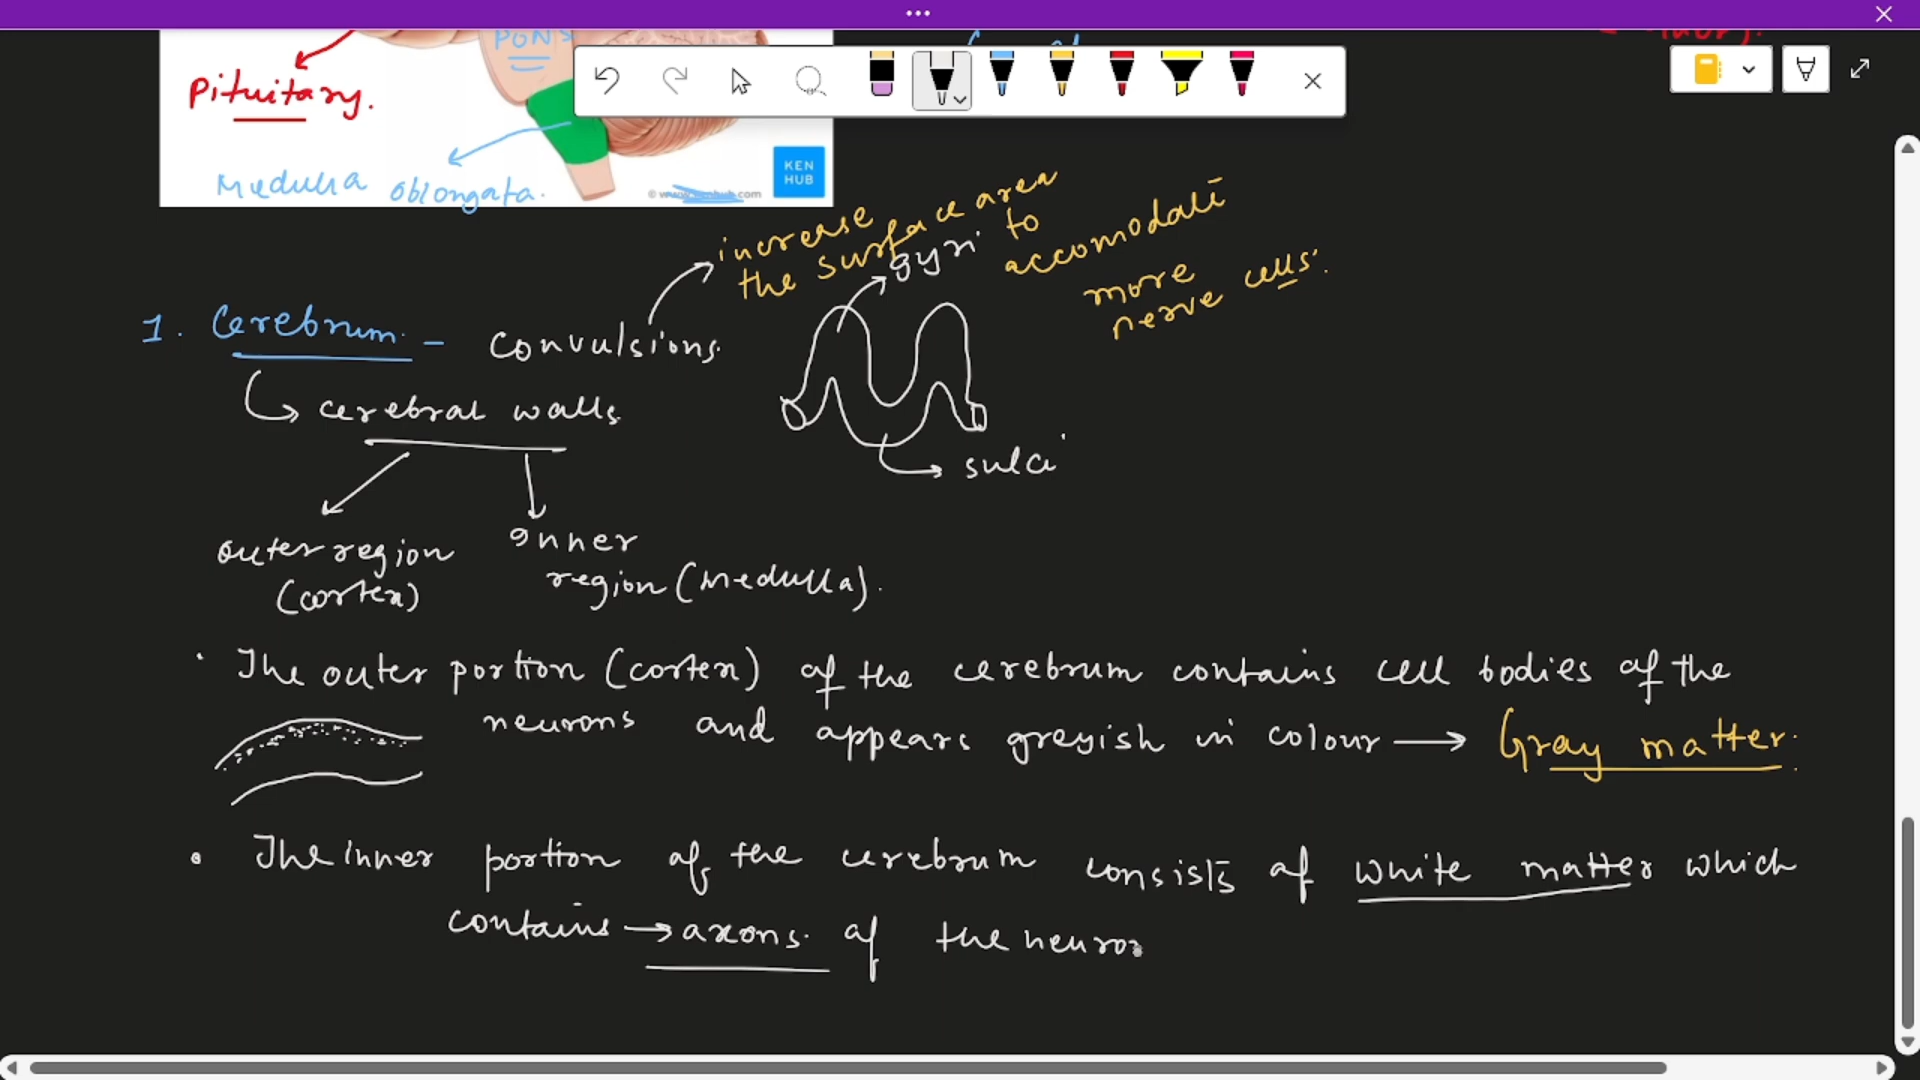 PONS
Pituitary.
Medulla oblongata.
KEN
HUB
© www.kenhub.com
increase
the surface area
to
accomodate
more
nerve cells.
gyri
1. Cerebrum. - convulsions.
cerebral walls.
sulci
outer region
(cortex)
Inner
region (Medulla).
. The outer portion (cortex) of the cerebrum contains cell bodies of the
neurons and appears greyish in colour → Gray matter.
• The inner portion of the cerebrum consists of white matter which
contains → axons. of the neuron